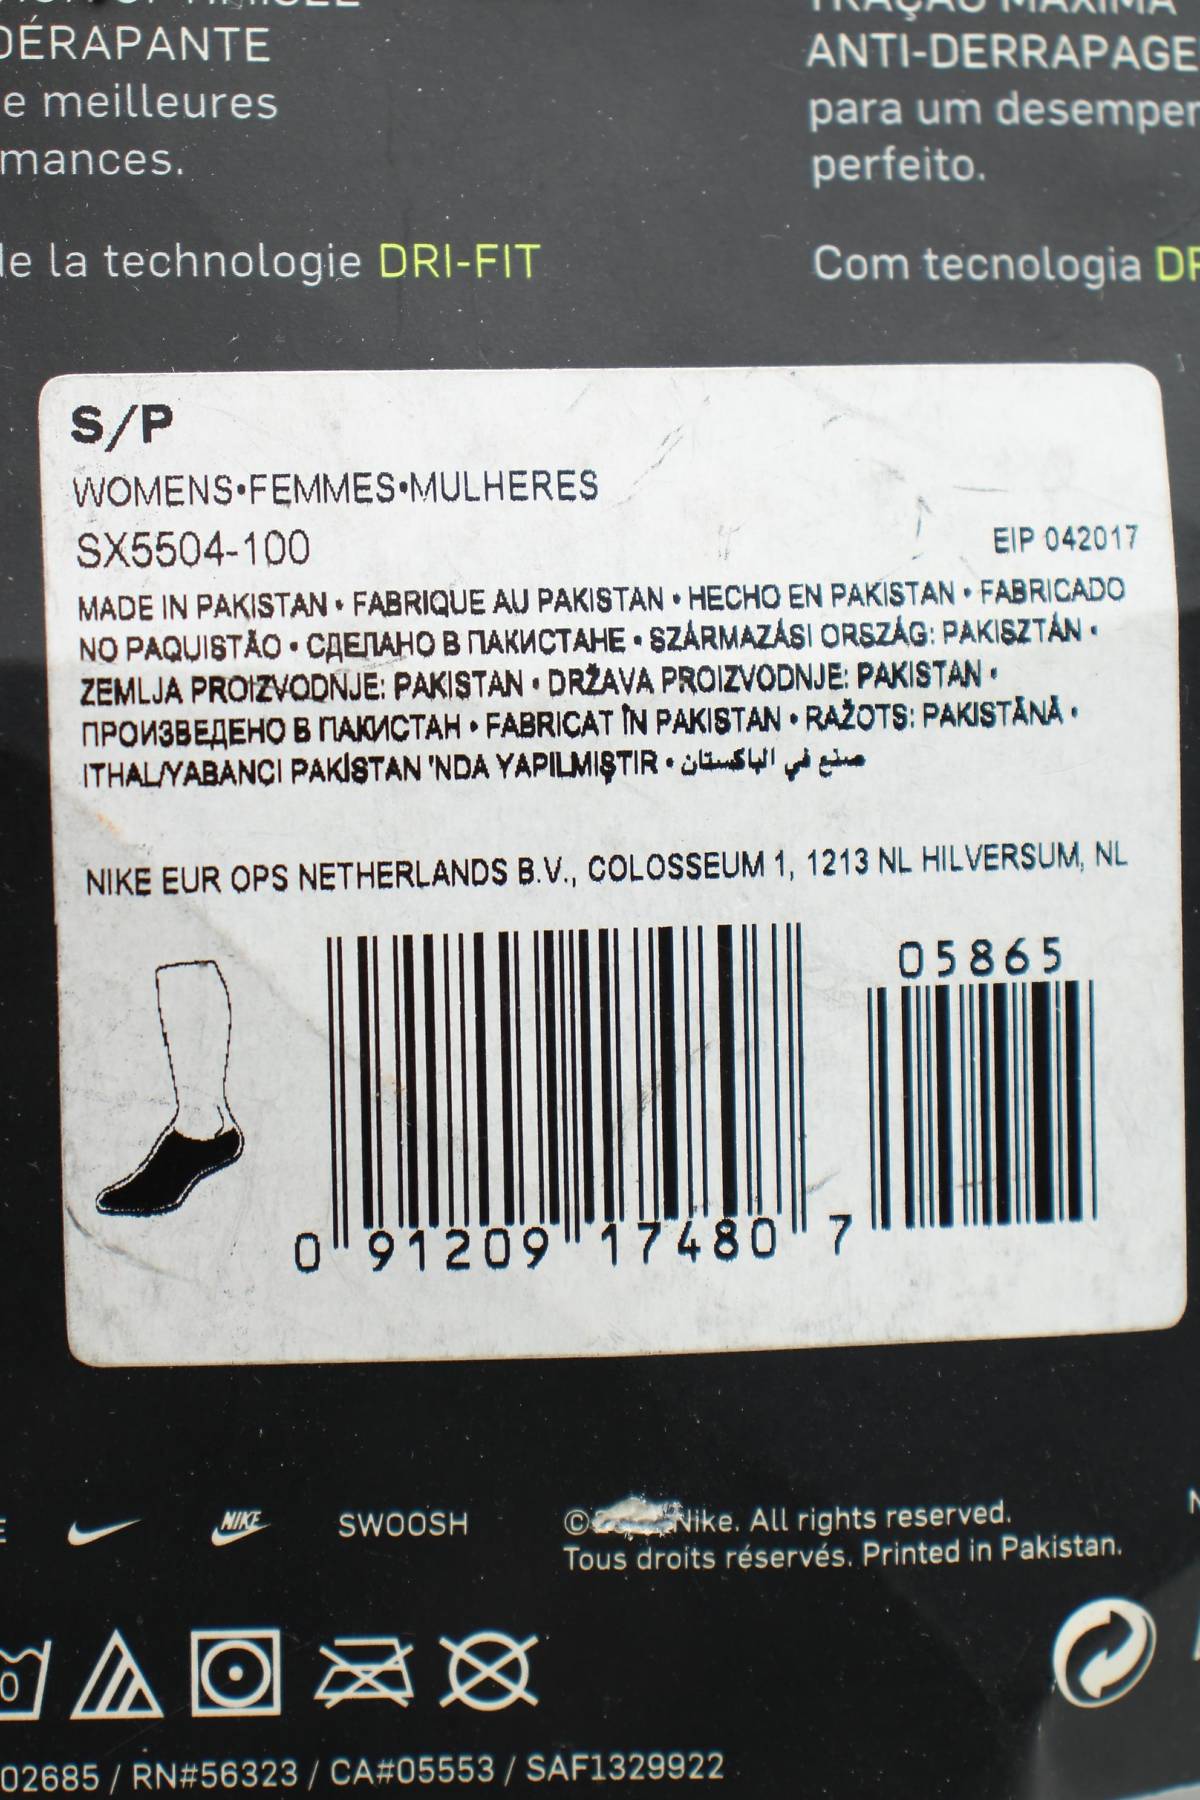 DÉRAPANTE
e meilleures
mances.
de la technologie DRI-FIT
TRAÇÃO MÁXIMA
ANTI-DERRAPAGE
para um desemper
perfeito.
Com tecnologia DR
S/P
WOMENS•FEMMES•MULHERES
SX5504-100
EIP 042017
MADE IN PAKISTAN • FABRIQUE AU PAKISTAN • HECHO EN PAKISTAN • FABRICADO
NO PAQUISTÃO • СДЕЛАНО В ПАКИСТАНЕ • SZÁRMAZÁSI ORSZÁG: PAKISZTÁN •
ZEMLJA PROIZVODNJE: PAKISTAN • DRŽAVA PROIZVODNJE: PAKISTAN •
ПРОИЗВЕДЕНО В ПАКИСТАН • FABRICAT ÎN PAKISTAN • RAŽOTS: PAKISTĀNĀ •
ITHAL/YABANCI PAKİSTAN 'NDA YAPILMIŞTIR • صنع في الباكستان
NIKE EUR OPS NETHERLANDS B.V., COLOSSEUM 1, 1213 NL HILVERSUM, NL
05865
0 91209 17480 7
NIKE
SWOOSH
© Nike. All rights reserved.
Tous droits réservés. Printed in Pakistan.
02685 / RN#56323 / CA#05553 / SAF1329922